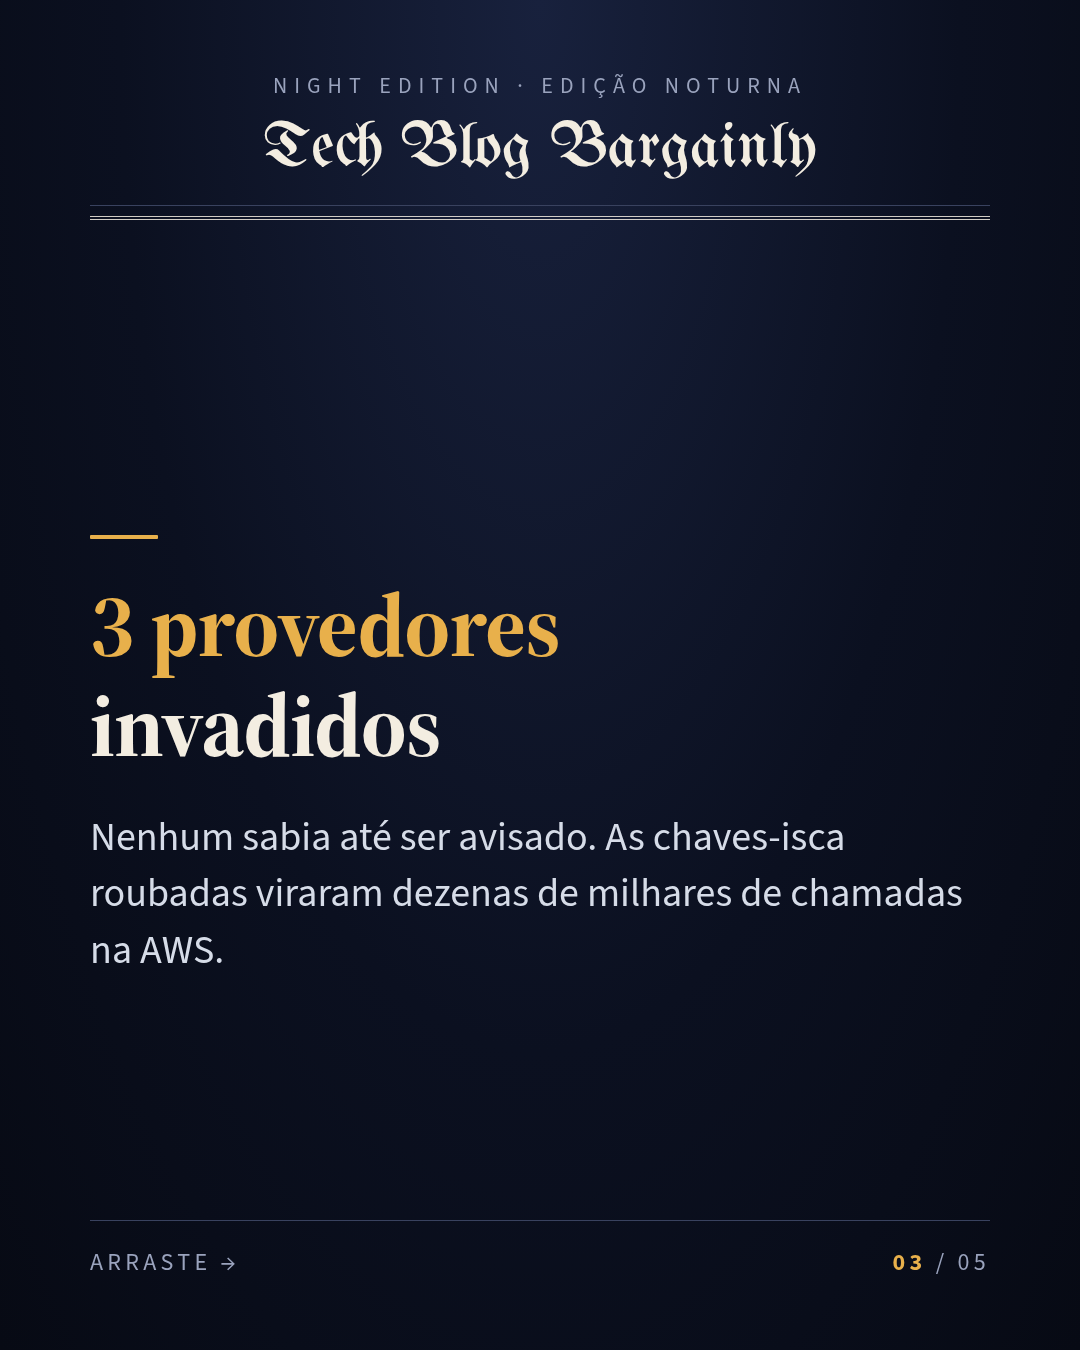 NIGHT EDITION · EDIÇÃO NOTURNA
Tech Blog Bargainly
3 provedores
invadidos
Nenhum sabia até ser avisado. As chaves-isca
roubadas viraram dezenas de milhares de chamadas
na AWS.
ARRASTE →
03 / 05